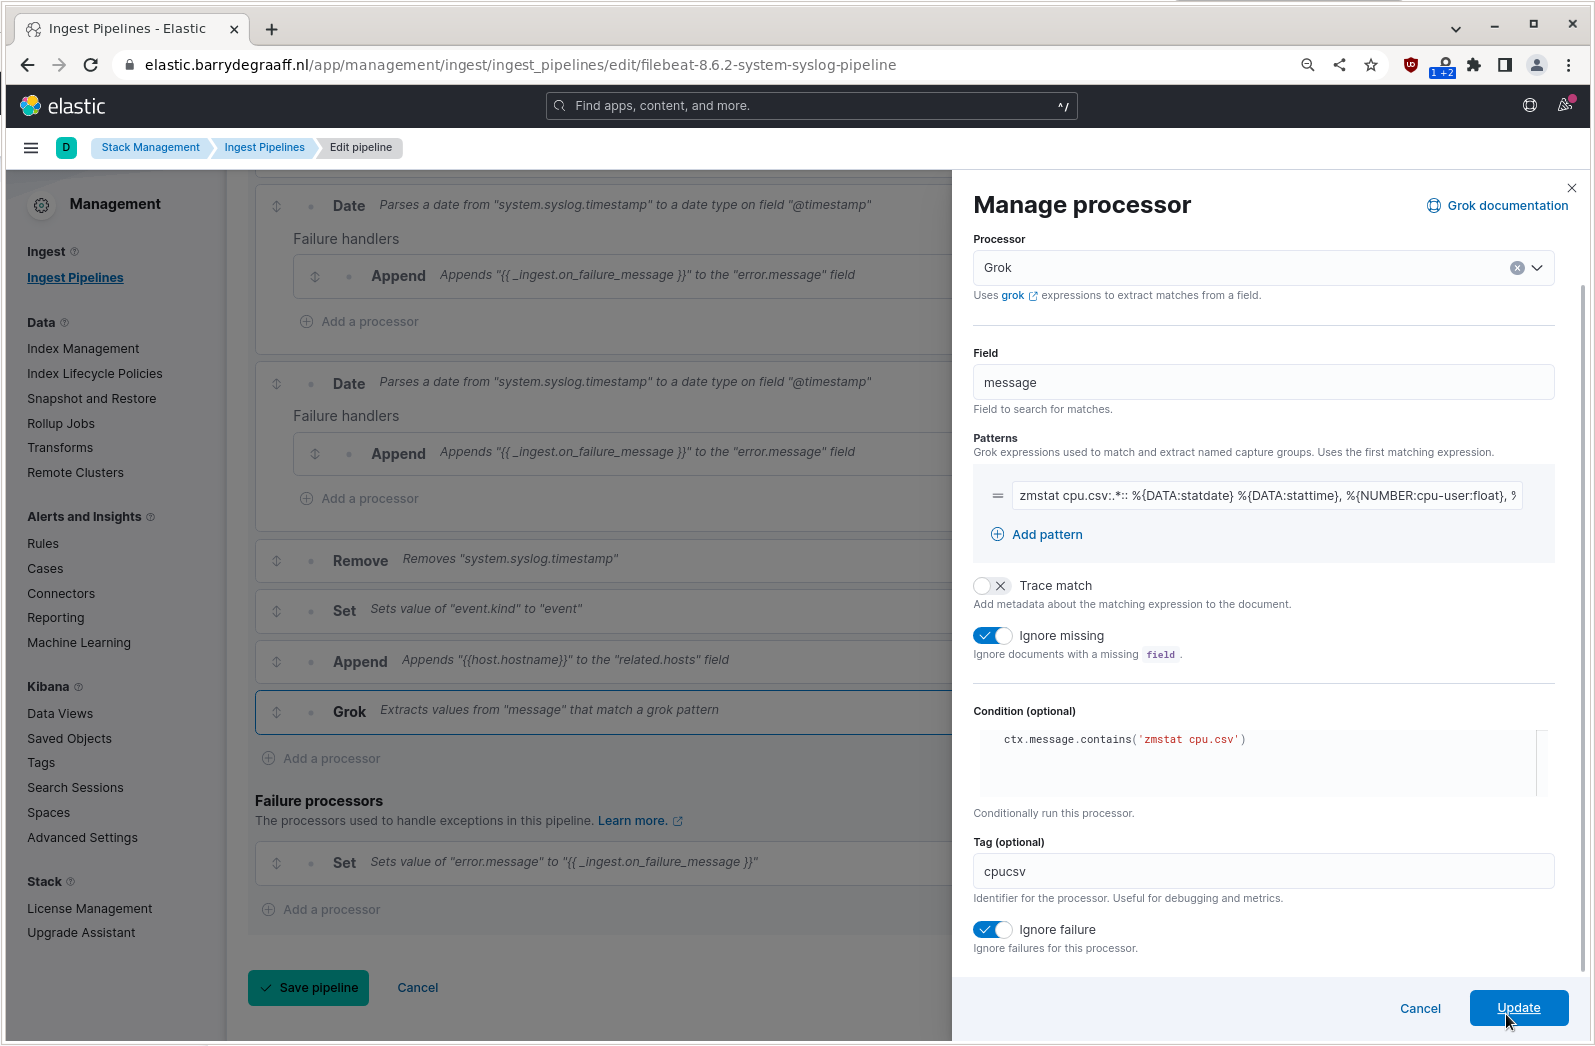 Ingest Pipelines - Elastic
elastic.barrydegraaff.nl/app/management/ingest/ingest_pipelines/edit/filebeat-8.6.2-system-syslog-pipeline
1 +2
elastic
Find apps, content, and more.
^/
D
Stack Management
Ingest Pipelines
Edit pipeline
Management
Ingest
Ingest Pipelines
Data
Index Management
Index Lifecycle Policies
Snapshot and Restore
Rollup Jobs
Transforms
Remote Clusters
Alerts and Insights
Rules
Cases
Connectors
Reporting
Machine Learning
Kibana
Data Views
Saved Objects
Tags
Search Sessions
Spaces
Advanced Settings
Stack
License Management
Upgrade Assistant
Date Parses a date from "system.syslog.timestamp" to a date type on field "@timestamp"
Failure handlers
Append Appends "{{ _ingest.on_failure_message }}" to the "error.message" field
Add a processor
Date Parses a date from "system.syslog.timestamp" to a date type on field "@timestamp"
Failure handlers
Append Appends "{{ _ingest.on_failure_message }}" to the "error.message" field
Add a processor
Remove Removes "system.syslog.timestamp"
Set Sets value of "event.kind" to "event"
Append Appends "{{host.hostname}}" to the "related.hosts" field
Grok Extracts values from "message" that match a grok pattern
Add a processor
Failure processors
The processors used to handle exceptions in this pipeline. Learn more.
Set Sets value of "error.message" to "{{ _ingest.on_failure_message }}"
Add a processor
Save pipeline
Cancel
Manage processor
Grok documentation
Processor
Grok
Uses grok expressions to extract matches from a field.
Field
message
Field to search for matches.
Patterns
Grok expressions used to match and extract named capture groups. Uses the first matching expression.
zmstat cpu.csv:.*:: %{DATA:statdate} %{DATA:stattime}, %{NUMBER:cpu-user:float}, %
Add pattern
Trace match
Add metadata about the matching expression to the document.
Ignore missing
Ignore documents with a missing field .
Condition (optional)
ctx.message.contains('zmstat cpu.csv')
Conditionally run this processor.
Tag (optional)
cpucsv
Identifier for the processor. Useful for debugging and metrics.
Ignore failure
Ignore failures for this processor.
Cancel
Update